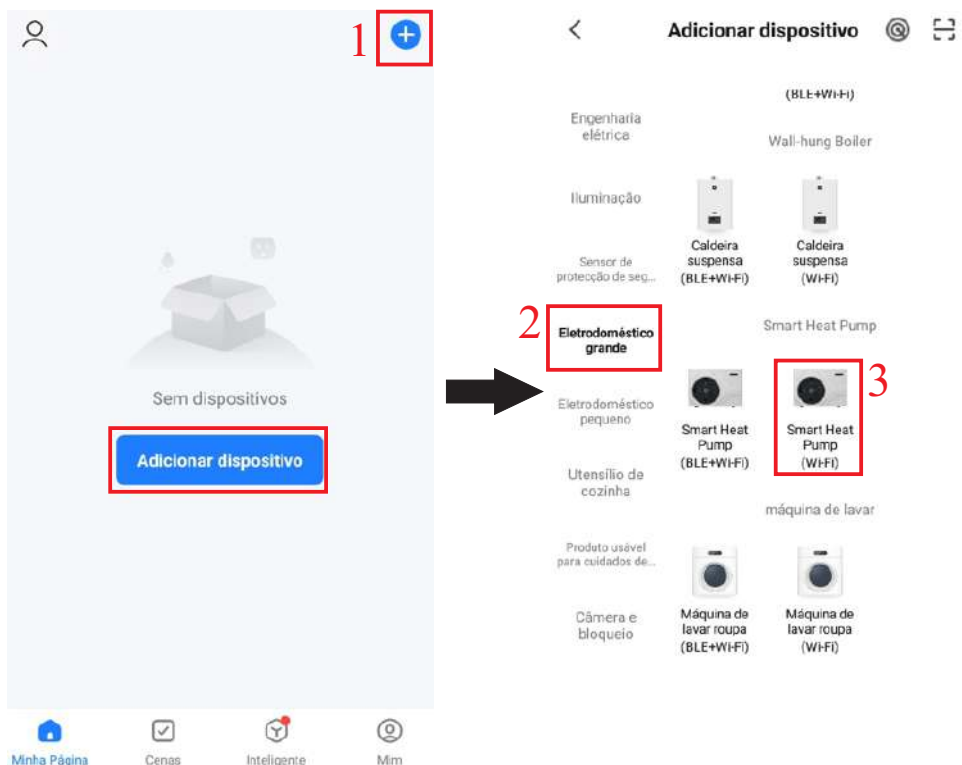 1
Sem dispositivos
Adicionar dispositivo
Minha Página
Cenas
Inteligente
Mim
Adicionar dispositivo
Engenharia
elétrica
Iluminação
Sensor de
protecção de seg...
2
Eletrodoméstico
grande
Eletrodoméstico
pequeno
Utensílio de
cozinha
Produto usável
para cuidados de...
Câmera e
bloqueio
(BLE+Wi-Fi)
Wall-hung Boiler
Caldeira
suspensa
(BLE+Wi-Fi)
Caldeira
suspensa
(Wi-Fi)
Smart Heat Pump
Smart Heat
Pump
(BLE+Wi-Fi)
3
Smart Heat
Pump
(Wi-Fi)
máquina de lavar
Máquina de
lavar roupa
(BLE+Wi-Fi)
Máquina de
lavar roupa
(Wi-Fi)